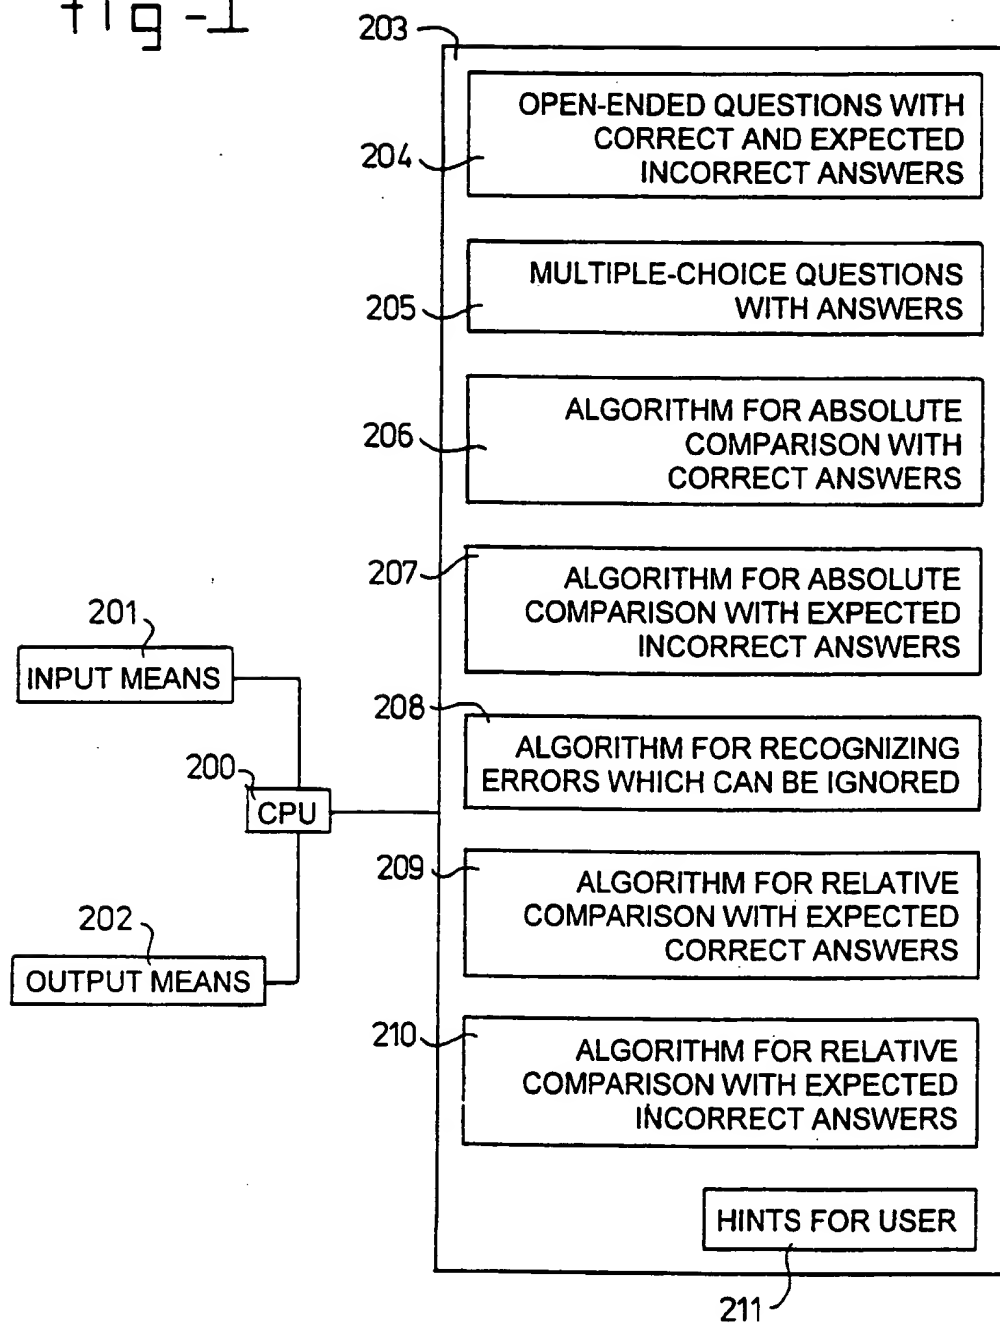 fig-1
203
OPEN-ENDED QUESTIONS WITH
CORRECT AND EXPECTED
INCORRECT ANSWERS
204
MULTIPLE-CHOICE QUESTIONS
WITH ANSWERS
205
ALGORITHM FOR ABSOLUTE
COMPARISON WITH
CORRECT ANSWERS
206
207
ALGORITHM FOR ABSOLUTE
COMPARISON WITH EXPECTED
INCORRECT ANSWERS
201
INPUT MEANS
208
ALGORITHM FOR RECOGNIZING
ERRORS WHICH CAN BE IGNORED
200
CPU
209
ALGORITHM FOR RELATIVE
COMPARISON WITH EXPECTED
CORRECT ANSWERS
202
OUTPUT MEANS
210
ALGORITHM FOR RELATIVE
COMPARISON WITH EXPECTED
INCORRECT ANSWERS
HINTS FOR USER
211